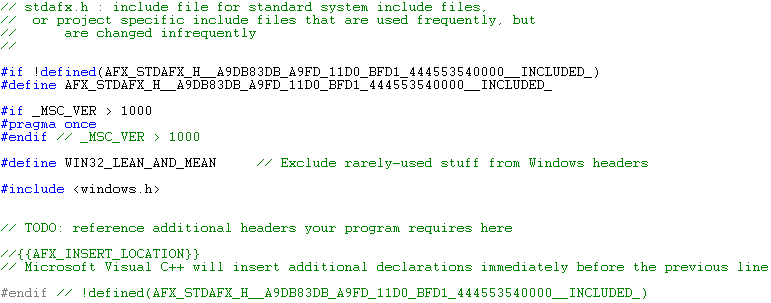 // stdafx.h : include file for standard system include files,
//  or project specific include files that are used frequently, but
//      are changed infrequently
//
#if !defined(AFX_STDAFX_H__A9DB83DB_A9FD_11D0_BFD1_444553540000__INCLUDED_)
#define AFX_STDAFX_H__A9DB83DB_A9FD_11D0_BFD1_444553540000__INCLUDED_
#if _MSC_VER > 1000
#pragma once
#endif // _MSC_VER > 1000
#define WIN32_LEAN_AND_MEAN     // Exclude rarely-used stuff from Windows headers
#include <windows.h>
// TODO: reference additional headers your program requires here
//{{AFX_INSERT_LOCATION}}
// Microsoft Visual C++ will insert additional declarations immediately before the previous line
#endif // !defined(AFX_STDAFX_H__A9DB83DB_A9FD_11D0_BFD1_444553540000__INCLUDED_)